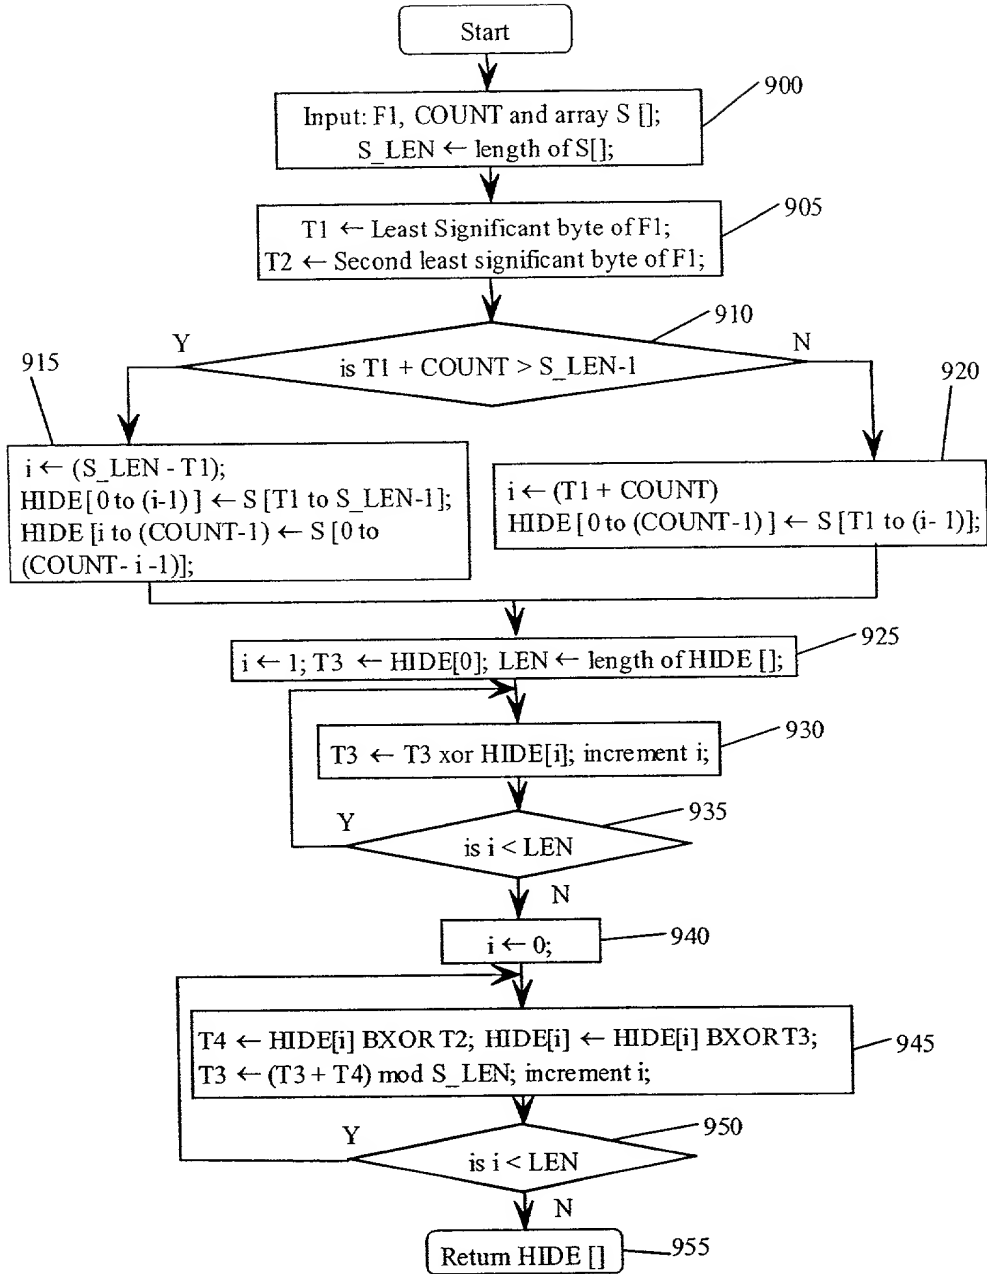 Start
900
Input: F1, COUNT and array S [];
S_LEN ← length of S[];
905
T1 ← Least Significant byte of F1;
T2 ← Second least significant byte of F1;
910
Y
N
is T1 + COUNT > S_LEN-1
915
920
i ← (S_LEN - T1);
HIDE[0 to (i-1)] ← S [T1 to S_LEN-1];
HIDE [i to (COUNT-1) ← S [0 to
(COUNT- i -1)];
i ← (T1 + COUNT)
HIDE[0 to (COUNT-1)] ← S [T1 to (i- 1)];
925
i ← 1; T3 ← HIDE[0]; LEN ← length of HIDE [];
930
T3 ← T3 xor HIDE[i]; increment i;
935
Y
is i < LEN
N
i ← 0;
940
T4 ← HIDE[i] BXOR T2; HIDE[i] ← HIDE[i] BXOR T3;
T3 ← (T3 + T4) mod S_LEN; increment i;
945
950
Y
is i < LEN
N
Return HIDE []
955